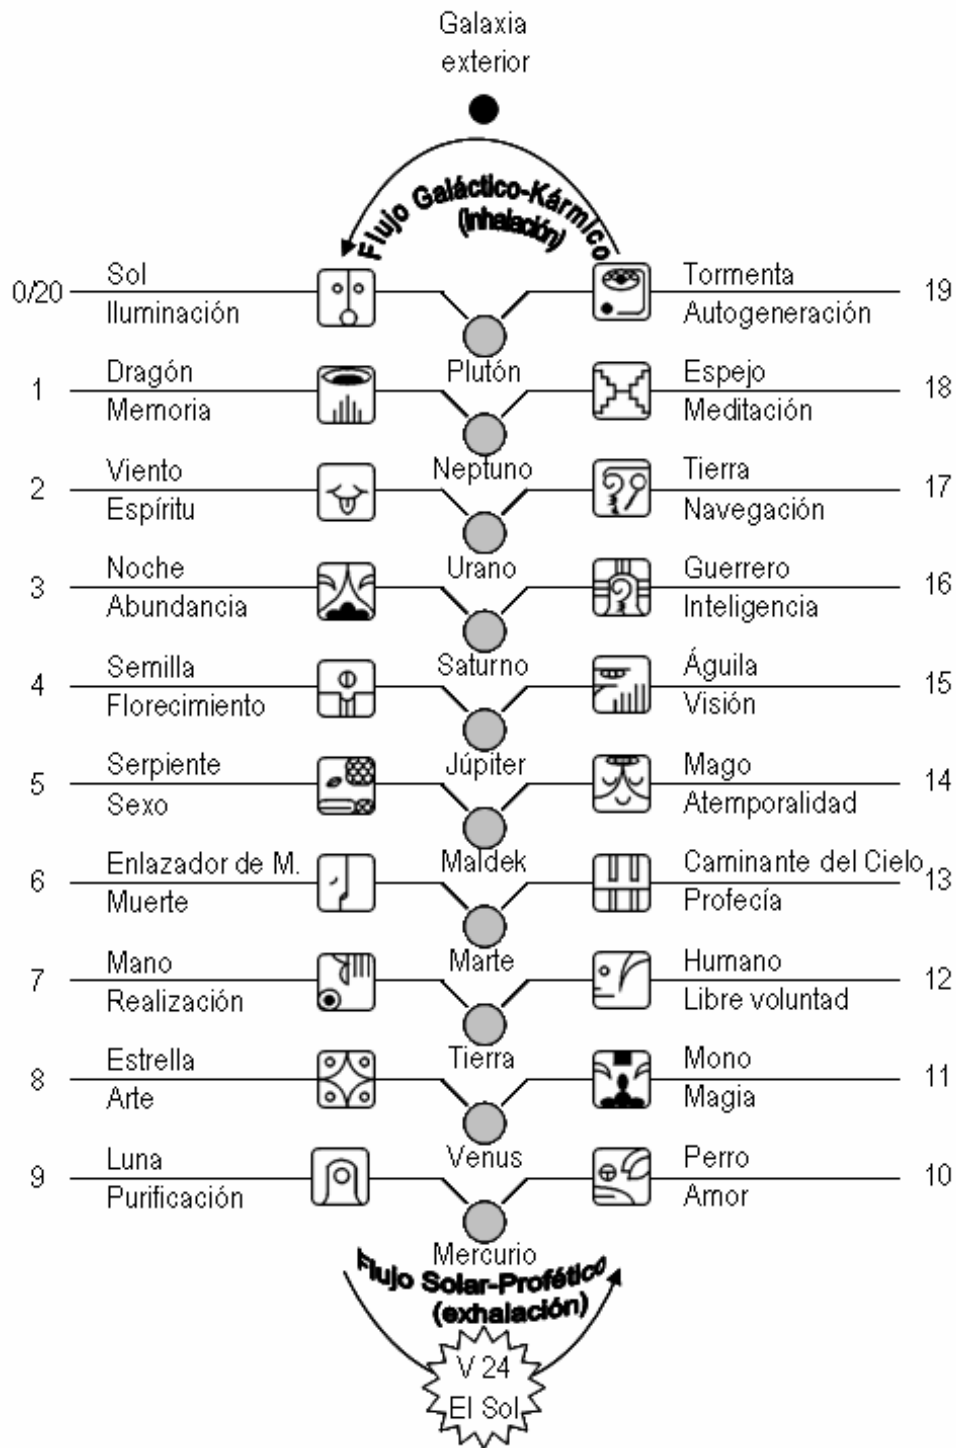 Galaxia
exterior
Flujo Galáctico-Kármico
(Inhalación)
0/20 Sol Tormenta 19
Iluminación Autogeneración
Plutón
1 Dragón Espejo 18
Memoria Meditación
Neptuno
2 Viento Tierra 17
Espíritu Navegación
Urano
3 Noche Guerrero 16
Abundancia Inteligencia
Saturno
4 Semilla Águila 15
Florecimiento Visión
Júpiter
5 Serpiente Mago 14
Sexo Atemporalidad
Maldek
6 Enlazador de M. Caminante del Cielo 13
Muerte Profecía
Marte
7 Mano Humano 12
Realización Libre voluntad
Tierra
8 Estrella Mono 11
Arte Magia
Venus
9 Luna Perro 10
Purificación Amor
Mercurio
Flujo Solar-Profético
(exhalación)
V 24
El Sol